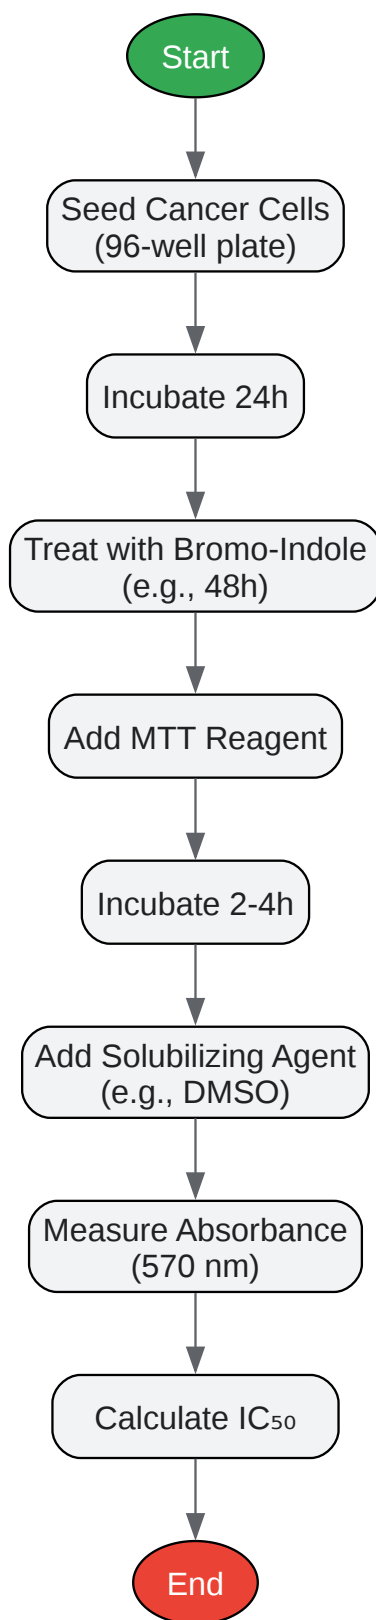 Start
Seed Cancer Cells
(96-well plate)
Incubate 24h
Treat with Bromo-Indole
(e.g., 48h)
Add MTT Reagent
Incubate 2-4h
Add Solubilizing Agent
(e.g., DMSO)
Measure Absorbance
(570 nm)
Calculate IC₅₀
End